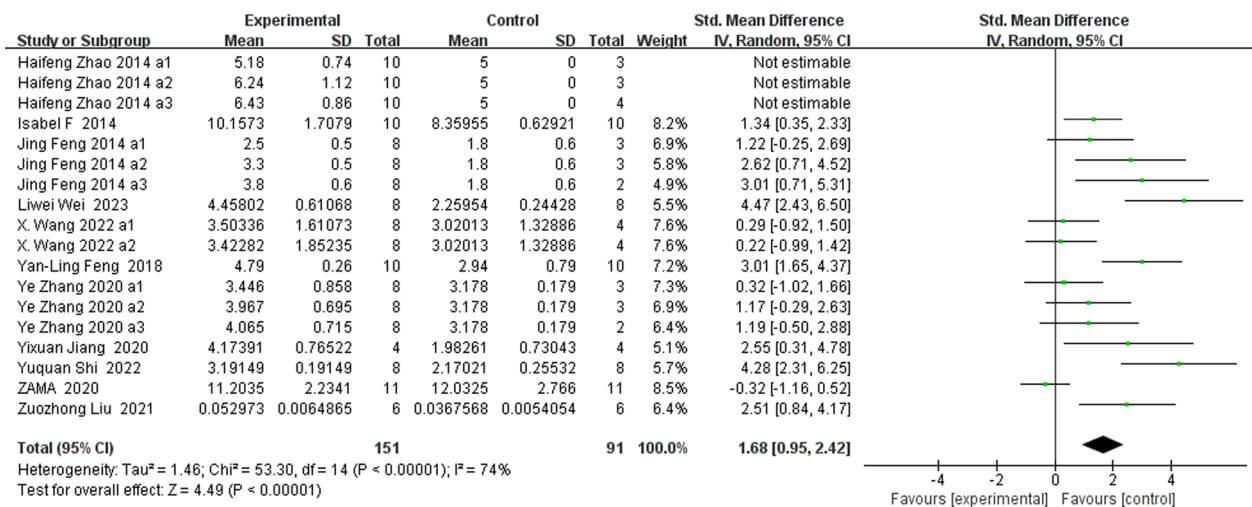 Experimental Control Std. Mean Difference Std. Mean Difference
Study or Subgroup Mean SD Total Mean SD Total Weight IV, Random, 95% CI IV, Random, 95% CI
Haifeng Zhao 2014 a1 5.18 0.74 10 5 0 3 Not estimable
Haifeng Zhao 2014 a2 6.24 1.12 10 5 0 3 Not estimable
Haifeng Zhao 2014 a3 6.43 0.86 10 5 0 4 Not estimable
Isabel F 2014 10.1573 1.7079 10 8.35955 0.62921 10 8.2% 1.34 [0.35, 2.33]
Jing Feng 2014 a1 2.5 0.5 8 1.8 0.6 3 6.9% 1.22 [-0.25, 2.69]
Jing Feng 2014 a2 3.3 0.5 8 1.8 0.6 3 5.8% 2.62 [0.71, 4.52]
Jing Feng 2014 a3 3.8 0.6 8 1.8 0.6 2 4.9% 3.01 [0.71, 5.31]
Liwei Wei 2023 4.45802 0.61068 8 2.25954 0.24428 8 5.5% 4.47 [2.43, 6.50]
X. Wang 2022 a1 3.50336 1.61073 8 3.02013 1.32886 4 7.6% 0.29 [-0.92, 1.50]
X. Wang 2022 a2 3.42282 1.85235 8 3.02013 1.32886 4 7.6% 0.22 [-0.99, 1.42]
Yan-Ling Feng 2018 4.79 0.26 10 2.94 0.79 10 7.2% 3.01 [1.65, 4.37]
Ye Zhang 2020 a1 3.446 0.858 8 3.178 0.179 3 7.3% 0.32 [-1.02, 1.66]
Ye Zhang 2020 a2 3.967 0.695 8 3.178 0.179 3 6.9% 1.17 [-0.29, 2.63]
Ye Zhang 2020 a3 4.065 0.715 8 3.178 0.179 2 6.4% 1.19 [-0.50, 2.88]
Yixuan Jiang 2020 4.17391 0.76522 4 1.98261 0.73043 4 5.1% 2.55 [0.31, 4.78]
Yuquan Shi 2022 3.19149 0.19149 8 2.17021 0.25532 8 5.7% 4.28 [2.31, 6.25]
ZAMA 2020 11.2035 2.2341 11 12.0325 2.766 11 8.5% -0.32 [-1.16, 0.52]
Zuozhong Liu 2021 0.052973 0.0064865 6 0.0367568 0.0054054 6 6.4% 2.51 [0.84, 4.17]
Total (95% CI) 151 91 100.0% 1.68 [0.95, 2.42]
Heterogeneity: Tau² = 1.46; Chi² = 53.30, df = 14 (P < 0.00001); I² = 74%
Test for overall effect: Z = 4.49 (P < 0.00001)
-4 -2 0 2 4
Favours [experimental] Favours [control]